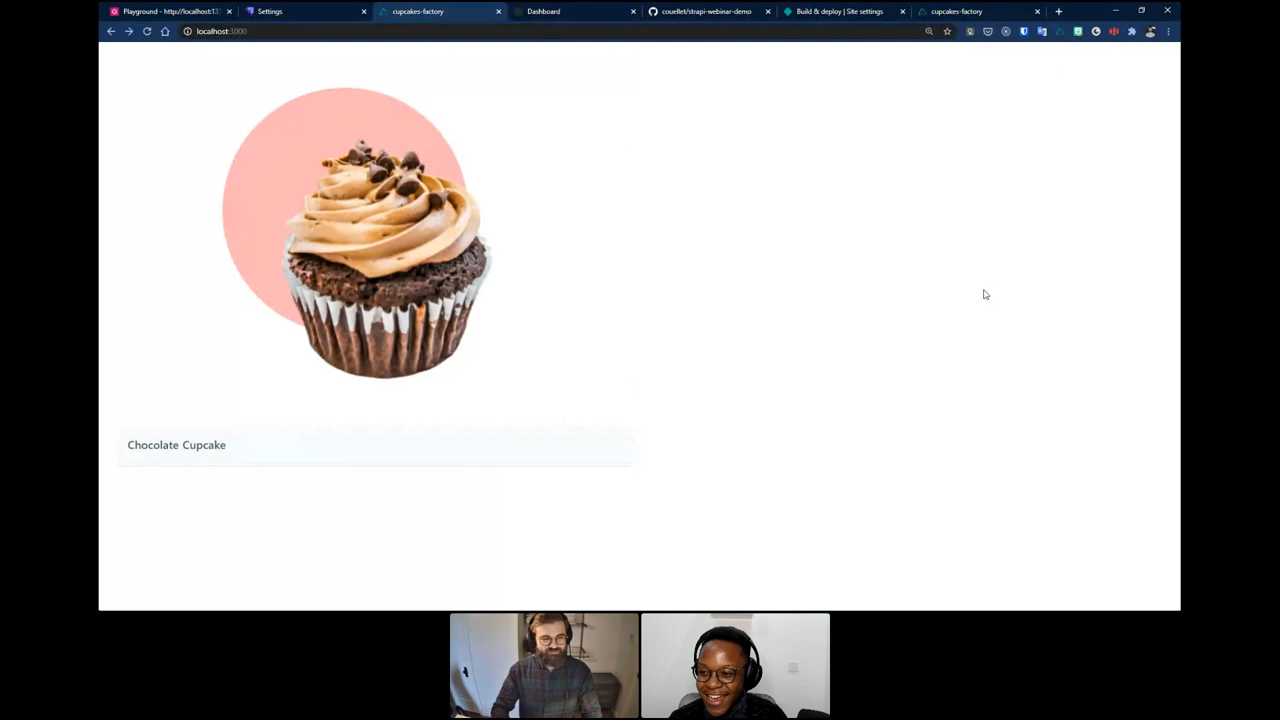 Playground - http://localhost:13
Settings
cupcakes-factory
Dashboard
couellet/strapi-webinar-demo
Build & deploy | Site settings
cupcakes-factory
localhost:3000
Chocolate Cupcake